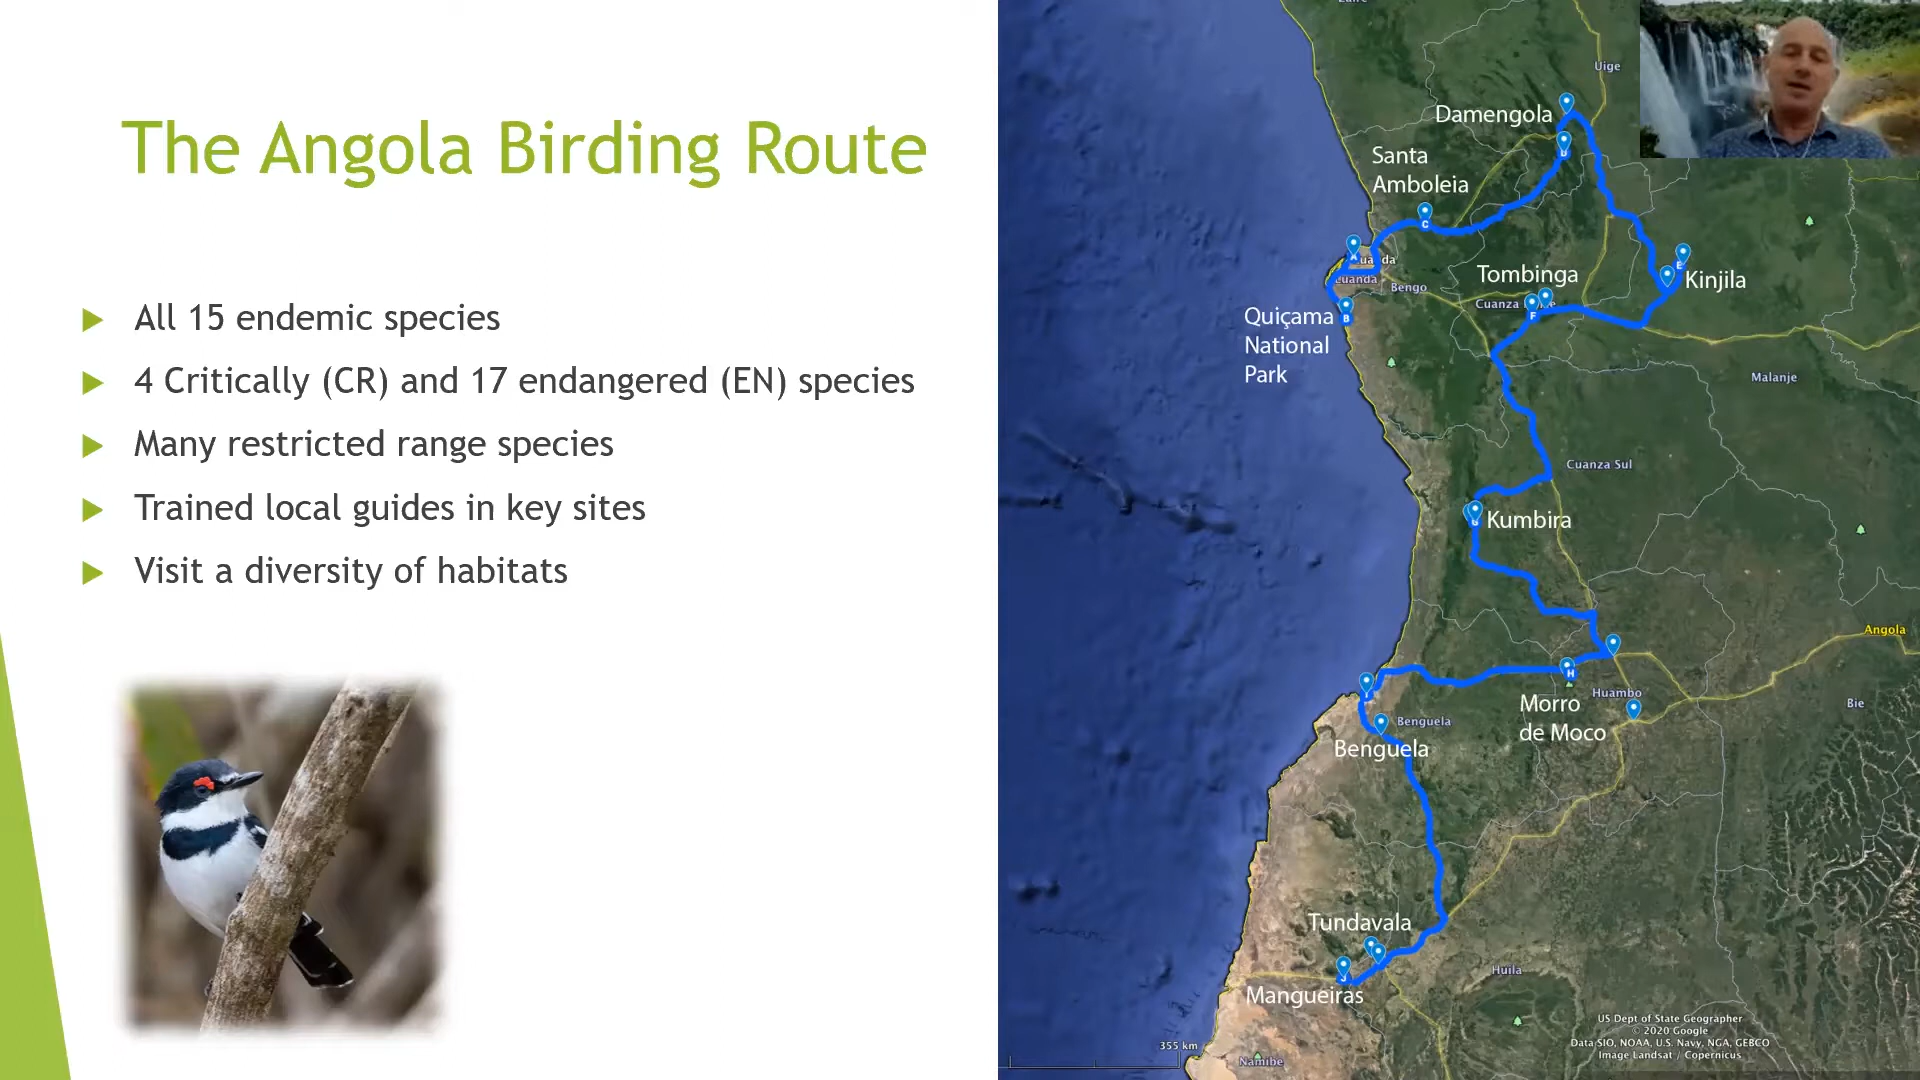 The Angola Birding Route
All 15 endemic species
4 Critically (CR) and 17 endangered (EN) species
Many restricted range species
Trained local guides in key sites
Visit a diversity of habitats
Uige
Damengola
D
Santa
Amboleia
C
A
Luanda
Bengo
Quiçama
National
Park
B
Tombinga
Cuanza
F
E
Kinjila
Malanje
Cuanza Sul
G
Kumbira
Angola
H
Huambo
Morro
de Moco
Bie
I
Benguela
Benguela
Tundavala
J
Mangueiras
Huila
Namibe
355 km
US Dept of State Geographer
© 2020 Google
Data SIO, NOAA, U.S. Navy, NGA, GEBCO
Image Landsat / Copernicus